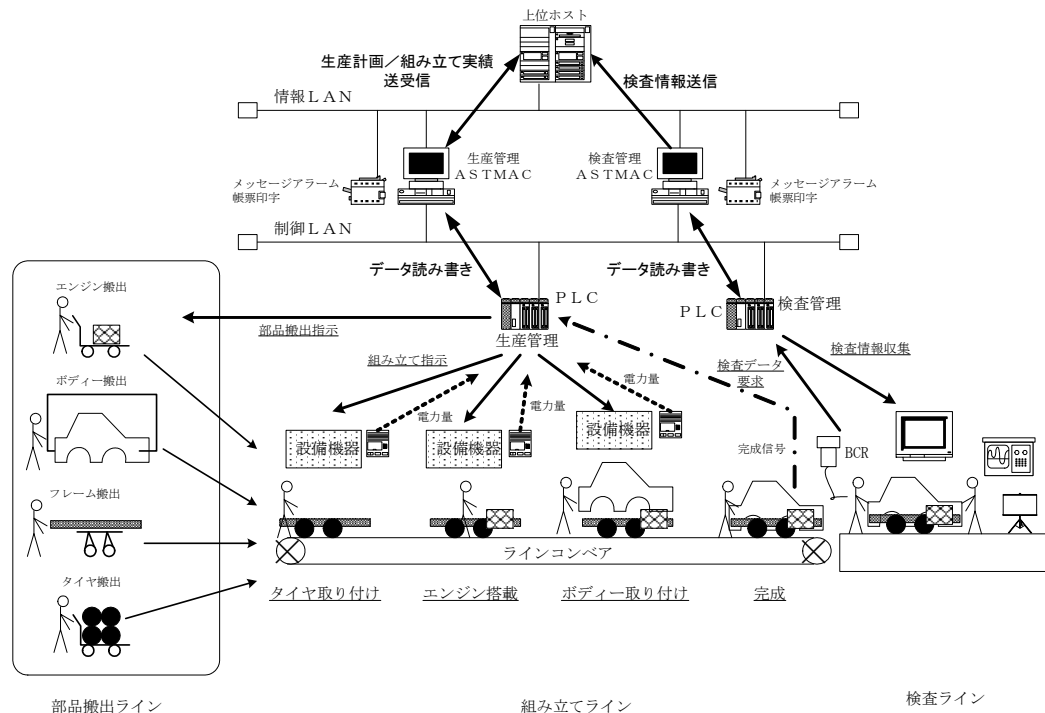 上位ホスト
生産計画／組み立て実績
送受信
検査情報送信
情報ＬＡＮ
生産管理
ＡＳＴＭＡＣ
検査管理
ＡＳＴＭＡＣ
メッセージアラーム
帳票印字
メッセージアラーム
帳票印字
制御ＬＡＮ
データ読み書き
データ読み書き
エンジン搬出
ＰＬＣ
生産管理
ＰＬＣ
検査管理
部品搬出指示
組み立て指示
検査データ
要求
検査情報収集
ボディー搬出
電力量
電力量
電力量
設備機器
設備機器
設備機器
完成信号
BCR
フレーム搬出
ラインコンベア
タイヤ搬出
タイヤ取り付け
エンジン搭載
ボディー取り付け
完成
部品搬出ライン
組み立てライン
検査ライン